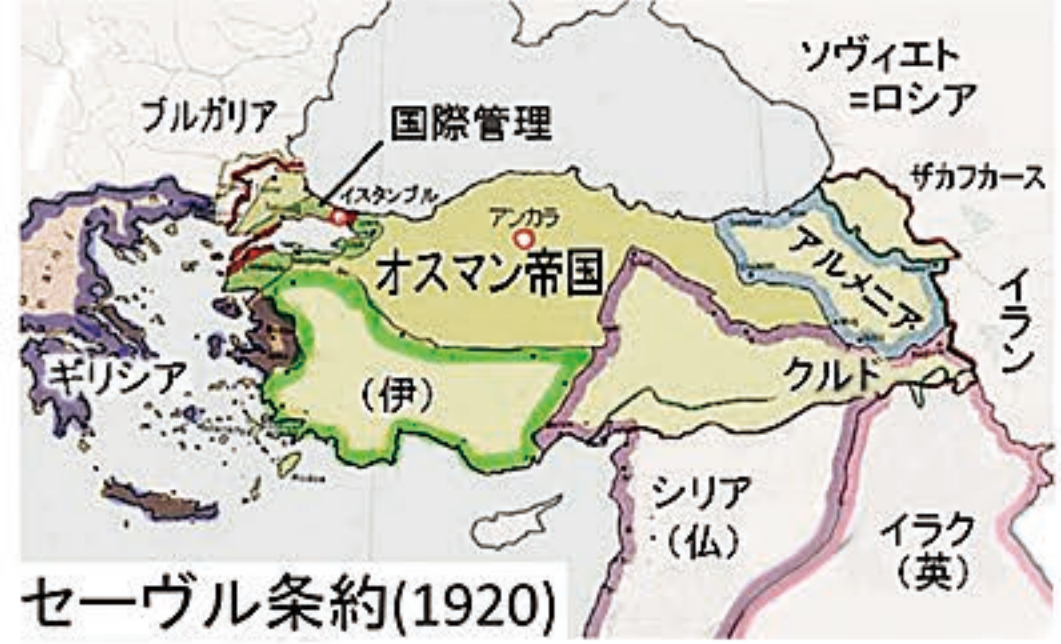 ソヴィエト
=ロシア
ブルガリア
国際管理
ザカフカース
イスタンブル
アンカラ
オスマン帝国
アルメニア
イラン
ギリシア
(伊)
クルド
シリア
(仏)
イラク
(英)
セーヴル条約(1920)